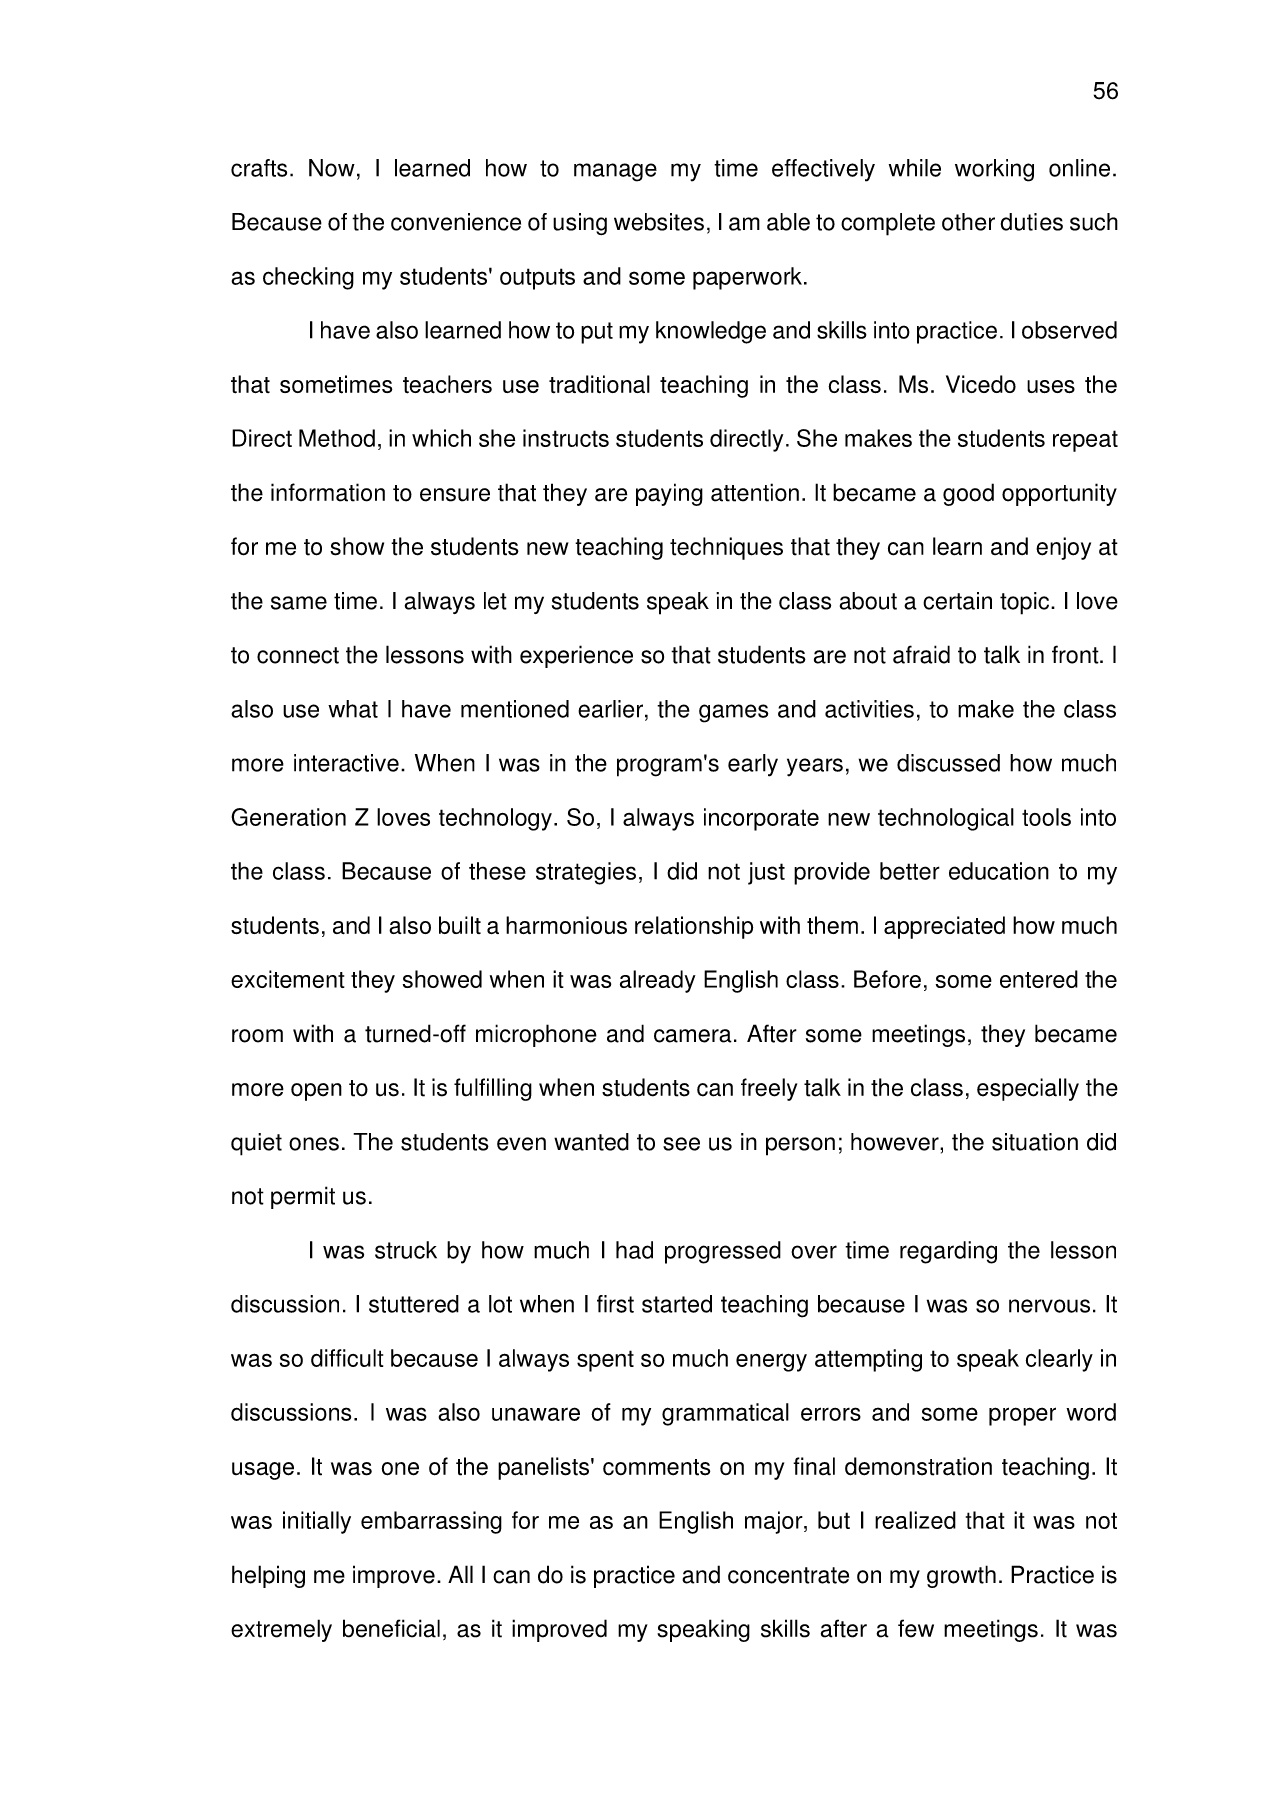 56
crafts. Now, I learned how to manage my time effectively while working online.
Because of the convenience of using websites, I am able to complete other duties such
as checking my students' outputs and some paperwork.
I have also learned how to put my knowledge and skills into practice. I observed
that sometimes teachers use traditional teaching in the class. Ms. Vicedo uses the
Direct Method, in which she instructs students directly. She makes the students repeat
the information to ensure that they are paying attention. It became a good opportunity
for me to show the students new teaching techniques that they can learn and enjoy at
the same time. I always let my students speak in the class about a certain topic. I love
to connect the lessons with experience so that students are not afraid to talk in front. I
also use what I have mentioned earlier, the games and activities, to make the class
more interactive. When I was in the program's early years, we discussed how much
Generation Z loves technology. So, I always incorporate new technological tools into
the class. Because of these strategies, I did not just provide better education to my
students, and I also built a harmonious relationship with them. I appreciated how much
excitement they showed when it was already English class. Before, some entered the
room with a turned-off microphone and camera. After some meetings, they became
more open to us. It is fulfilling when students can freely talk in the class, especially the
quiet ones. The students even wanted to see us in person; however, the situation did
not permit us.
I was struck by how much I had progressed over time regarding the lesson
discussion. I stuttered a lot when I first started teaching because I was so nervous. It
was so difficult because I always spent so much energy attempting to speak clearly in
discussions. I was also unaware of my grammatical errors and some proper word
usage. It was one of the panelists' comments on my final demonstration teaching. It
was initially embarrassing for me as an English major, but I realized that it was not
helping me improve. All I can do is practice and concentrate on my growth. Practice is
extremely beneficial, as it improved my speaking skills after a few meetings. It was